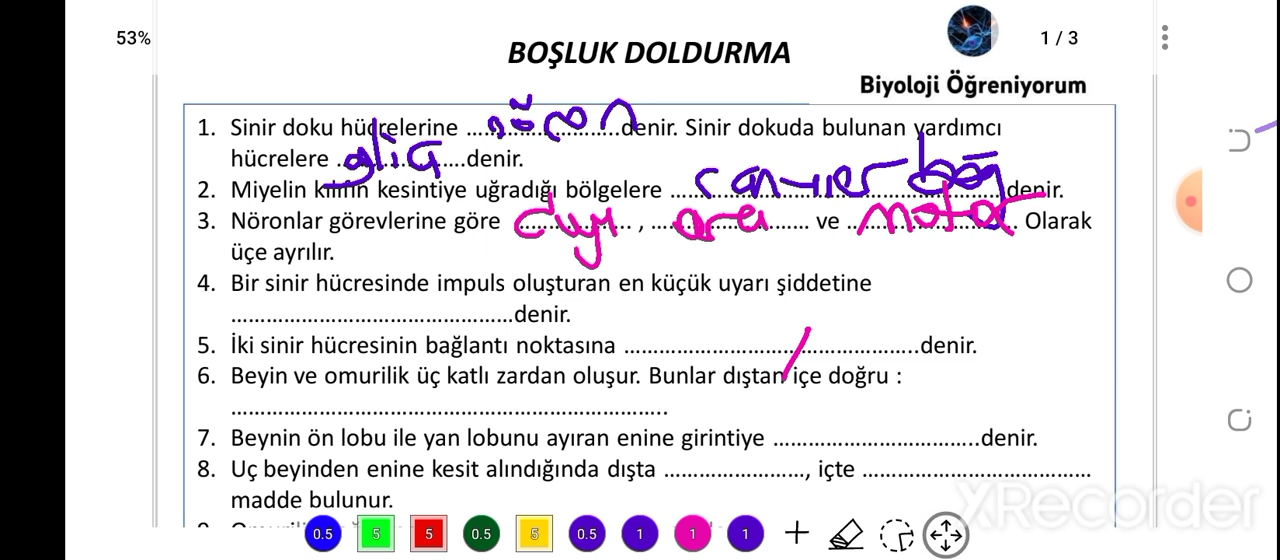 53%
BOŞLUK DOLDURMA
1 / 3
Biyoloji Öğreniyorum
1. Sinir doku hücrelerine ...nöron...denir. Sinir dokuda bulunan yardımcı
hücrelere ...glia...denir.
2. Miyelin kılıfın kesintiye uğradığı bölgelere ...ranvier boğ...denir.
3. Nöronlar görevlerine göre ...duyu..., ...ara... ve ...motor... Olarak
üçe ayrılır.
4. Bir sinir hücresinde impuls oluşturan en küçük uyarı şiddetine
................................................denir.
5. İki sinir hücresinin bağlantı noktasına ..................................................denir.
6. Beyin ve omurilik üç katlı zardan oluşur. Bunlar dıştan içe doğru :
..........................................................................
7. Beynin ön lobu ile yan lobunu ayıran enine girintiye ...................................denir.
8. Uç beyinden enine kesit alındığında dışta ........................, içte .......................................
madde bulunur.
0.5 5 5 0.5 5 0.5 1 1 1
XRecorder